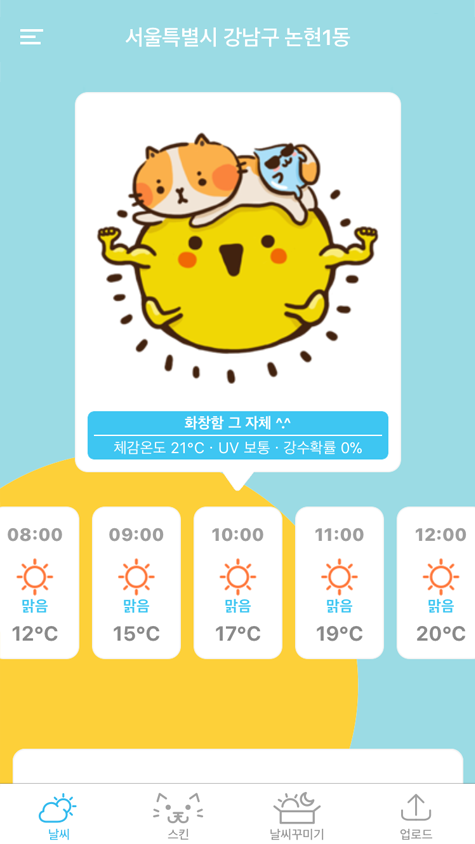 서울특별시 강남구 논현1동
화창함 그 자체 ^.^
체감온도 21°C · UV 보통 · 강수확률 0%
08:00 09:00 10:00 11:00 12:00
맑음 맑음 맑음 맑음 맑음
12°C 15°C 17°C 19°C 20°C
날씨 스킨 날씨꾸미기 업로드